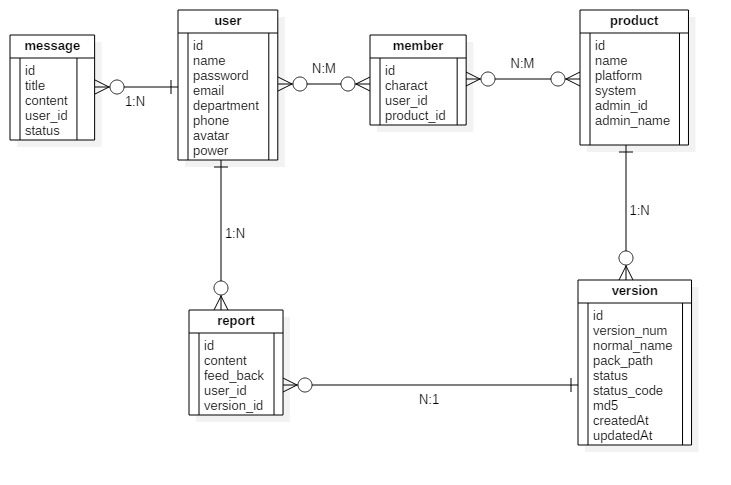 message
id
title
content
user_id
status
1:N
user
id
name
password
email
department
phone
avatar
power
N:M
member
id
charact
user_id
product_id
N:M
product
id
name
platform
system
admin_id
admin_name
1:N
1:N
report
id
content
feed_back
user_id
version_id
N:1
version
id
version_num
normal_name
pack_path
status
status_code
md5
createdAt
updatedAt